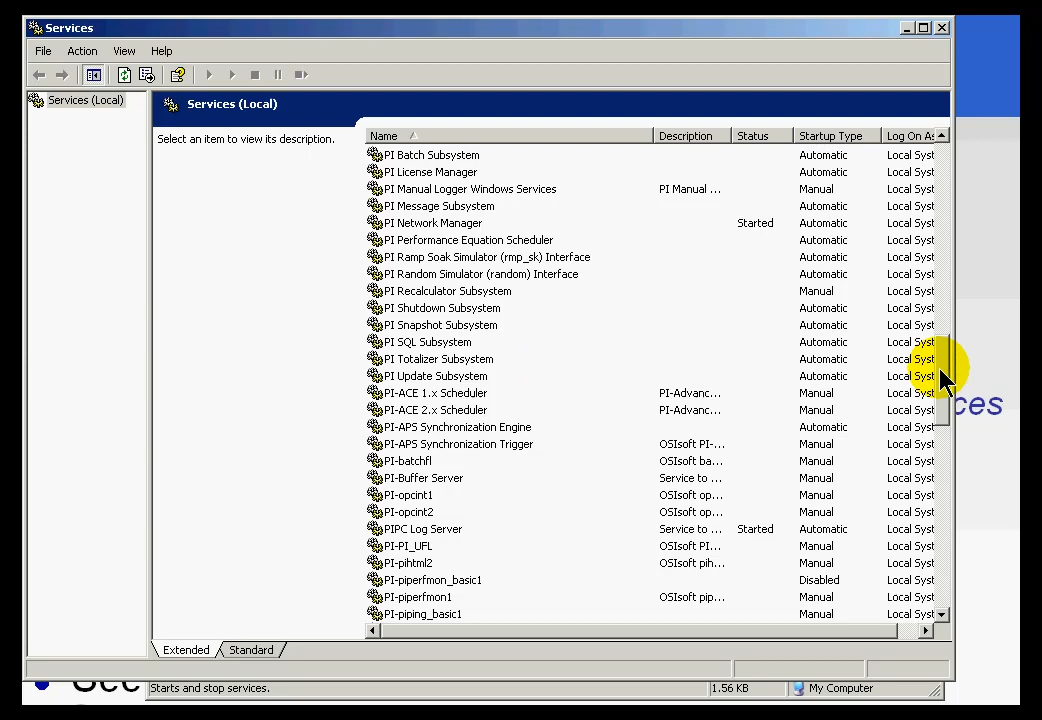 Services
File Action View Help
Services (Local)
Services (Local)
Select an item to view its description.
Name Description Status Startup Type Log On As
PI Batch Subsystem Automatic Local Syst
PI License Manager Automatic Local Syst
PI Manual Logger Windows Services PI Manual ... Manual Local Syst
PI Message Subsystem Automatic Local Syst
PI Network Manager Started Automatic Local Syst
PI Performance Equation Scheduler Automatic Local Syst
PI Ramp Soak Simulator (rmp_sk) Interface Automatic Local Syst
PI Random Simulator (random) Interface Automatic Local Syst
PI Recalculator Subsystem Manual Local Syst
PI Shutdown Subsystem Automatic Local Syst
PI Snapshot Subsystem Automatic Local Syst
PI SQL Subsystem Automatic Local Syst
PI Totalizer Subsystem Automatic Local Syst
PI Update Subsystem Automatic Local Syst
PI-ACE 1.x Scheduler PI-Advanc... Manual Local Syst
PI-ACE 2.x Scheduler PI-Advanc... Manual Local Syst
ces
PI-APS Synchronization Engine Automatic Local Syst
PI-APS Synchronization Trigger OSIsoft PI-... Manual Local Syst
PI-batchfl OSIsoft ba... Manual Local Syst
PI-Buffer Server Service to ... Manual Local Syst
PI-opcint1 OSIsoft op... Manual Local Syst
PI-opcint2 OSIsoft op... Manual Local Syst
PIPC Log Server Service to ... Started Automatic Local Syst
PI-PI_UFL OSIsoft PI... Manual Local Syst
PI-pihtml2 OSIsoft pih... Manual Local Syst
PI-piperfmon_basic1 Disabled Local Syst
PI-piperfmon1 OSIsoft pip... Manual Local Syst
PI-piping_basic1 Manual Local Syst
Extended Standard
See
Starts and stop services. 1.56 KB My Computer